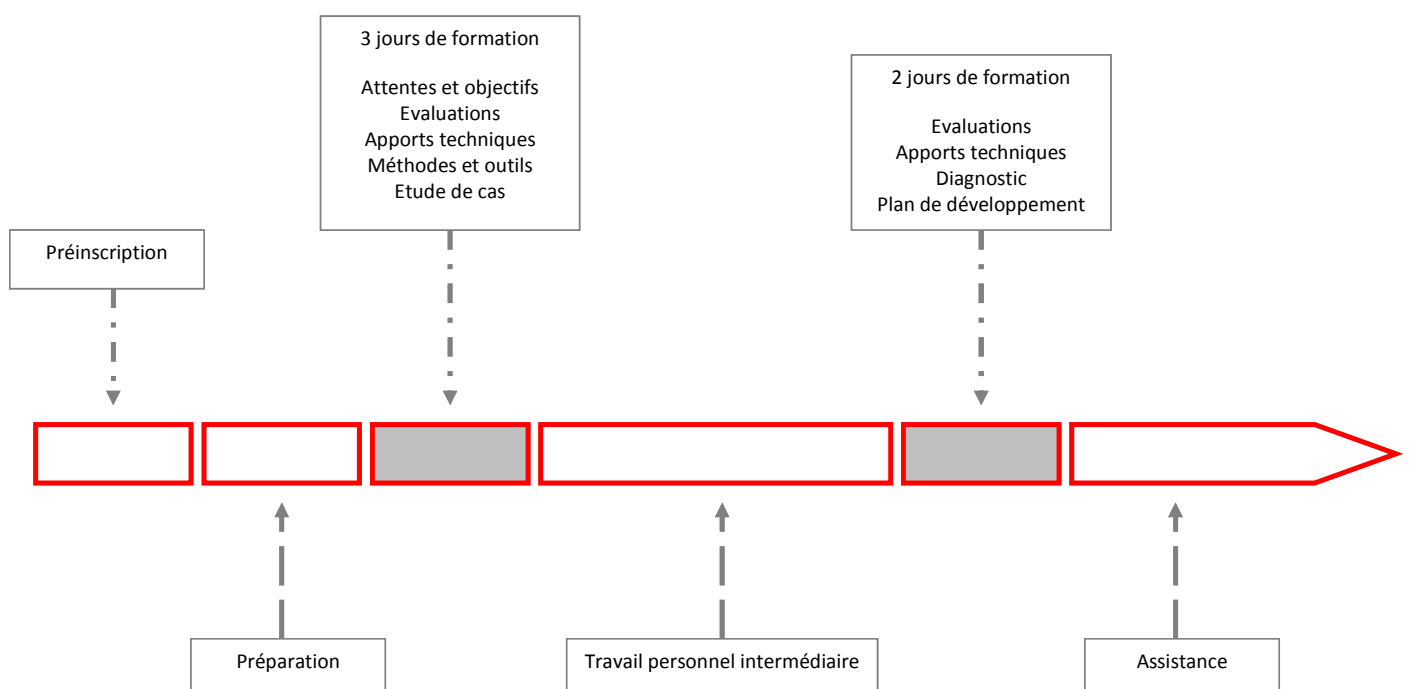 3 jours de formation
Attentes et objectifs
Evaluations
Apports techniques
Méthodes et outils
Etude de cas
2 jours de formation
Evaluations
Apports techniques
Diagnostic
Plan de développement
Préinscription
Préparation
Travail personnel intermédiaire
Assistance